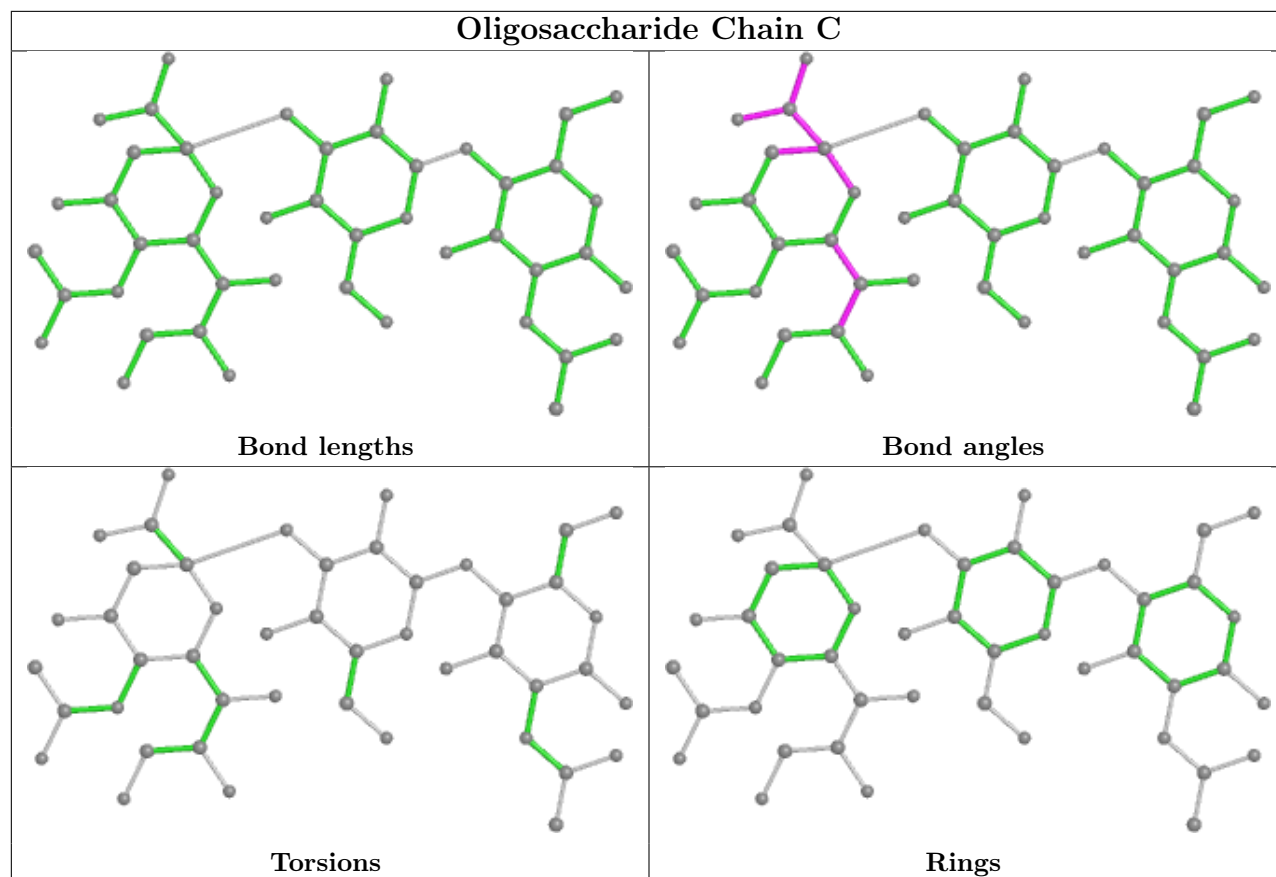 Oligosaccharide Chain C
Bond lengths
Bond angles
Torsions
Rings